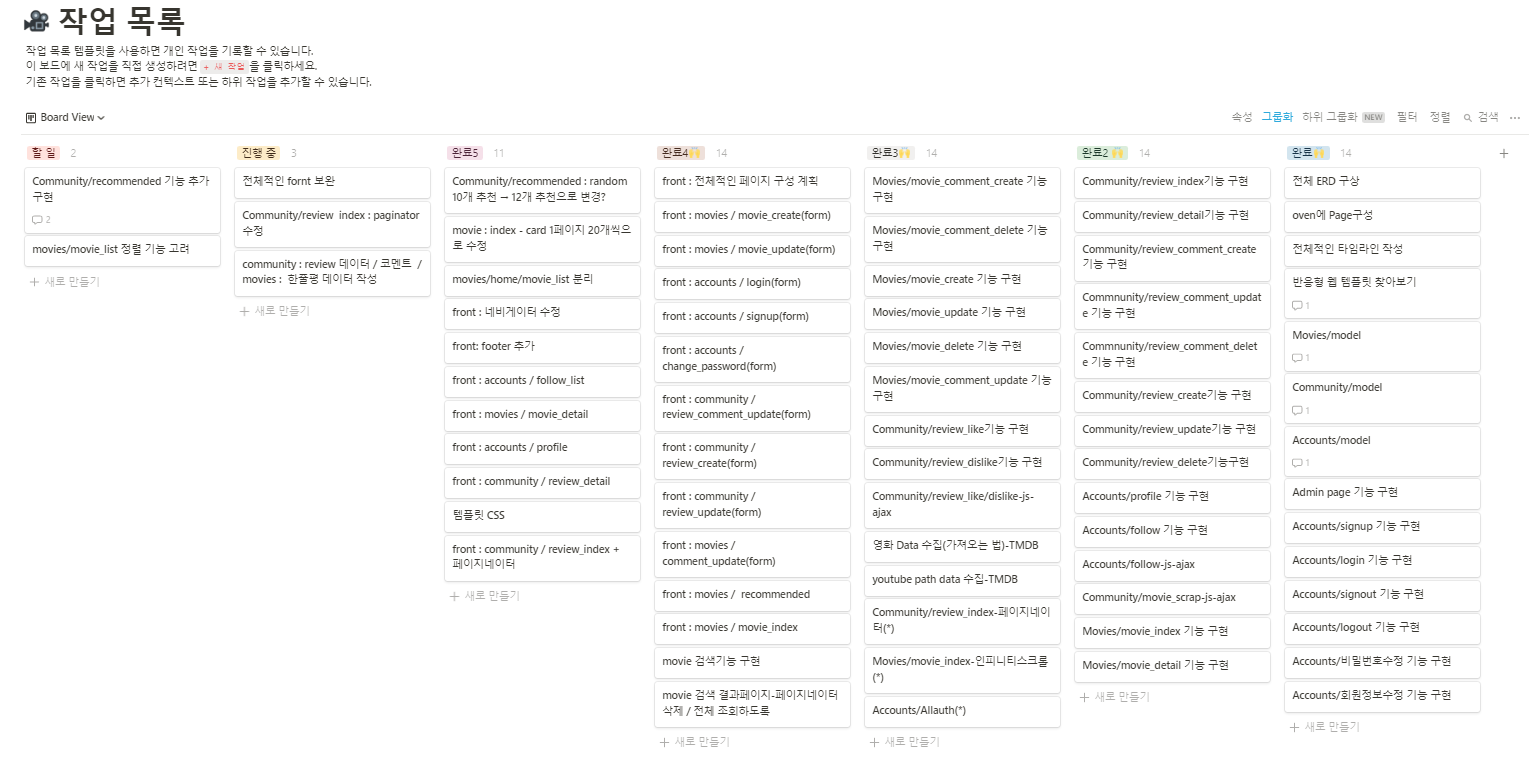 작업 목록
작업 목록 템플릿을 사용하면 개인 작업을 기록할 수 있습니다.
이 보드에 새 작업을 직접 생성하려면 + 새 작업 을 클릭하세요.
기존 작업을 클릭하면 추가 컨텍스트 또는 하위 작업을 추가할 수 있습니다.
Board View
속성 그룹화 하위 그룹화 NEW 필터 정렬 검색 ...
할 일 2
Community/recommended 기능 추가
구현
2
movies/movie_list 정렬 기능 고려
+ 새로 만들기
진행 중 3
전체적인 fornt 보완
Community/review index : paginator
수정
community : review 데이터 / 코멘트 /
movies : 한줄평 데이터 작성
+ 새로 만들기
완료5 11
Community/recommended : random
10개 추천 → 12개 추천으로 변경?
movie : index - card 1페이지 20개씩으
로 수정
movies/home/movie_list 분리
front : 네비게이터 수정
front: footer 추가
front : accounts / follow_list
front : movies / movie_detail
front : accounts / profile
front : community / review_detail
템플릿 CSS
front : community / review_index +
페이지네이터
+ 새로 만들기
완료4🙌 14
front : 전체적인 페이지 구성 계획
front : movies / movie_create(form)
front : movies / movie_update(form)
front : accounts / login(form)
front : accounts / signup(form)
front : accounts /
change_password(form)
front : community /
review_comment_update(form)
front : community /
review_create(form)
front : community /
review_update(form)
front : movies /
comment_update(form)
front : movies / recommended
front : movies / movie_index
movie 검색기능 구현
movie 검색 결과페이지-페이지네이터
삭제 / 전체 조회하도록
+ 새로 만들기
완료3🙌 14
Movies/movie_comment_create 기능
구현
Movies/movie_comment_delete 기능
구현
Movies/movie_create 기능 구현
Movies/movie_update 기능 구현
Movies/movie_delete 기능 구현
Movies/movie_comment_update 기능
구현
Community/review_like기능 구현
Community/review_dislike기능 구현
Community/review_like/dislike-js-
ajax
영화 Data 수집(가져오는 법)-TMDB
youtube path data 수집-TMDB
Community/review_index-페이지네이
터(*)
Movies/movie_index-인피니티스크롤
(*)
Accounts/Allauth(*)
+ 새로 만들기
완료2 🙌 14
Community/review_index기능 구현
Community/review_detail기능 구현
Community/review_comment_create
기능 구현
Commnunity/review_comment_updat
e 기능 구현
Commnunity/review_comment_delet
e 기능 구현
Community/review_create기능 구현
Community/review_update기능 구현
Community/review_delete기능구현
Accounts/profile 기능 구현
Accounts/follow 기능 구현
Accounts/follow-js-ajax
Community/movie_scrap-js-ajax
Movies/movie_index 기능 구현
Movies/movie_detail 기능 구현
+ 새로 만들기
완료🙌 14
전체 ERD 구상
oven에 Page구성
전체적인 타임라인 작성
반응형 웹 템플릿 찾아보기
1
Movies/model
1
Community/model
1
Accounts/model
1
Admin page 기능 구현
Accounts/signup 기능 구현
Accounts/login 기능 구현
Accounts/signout 기능 구현
Accounts/logout 기능 구현
Accounts/비밀번호수정 기능 구현
Accounts/회원정보수정 기능 구현
+ 새로 만들기
+